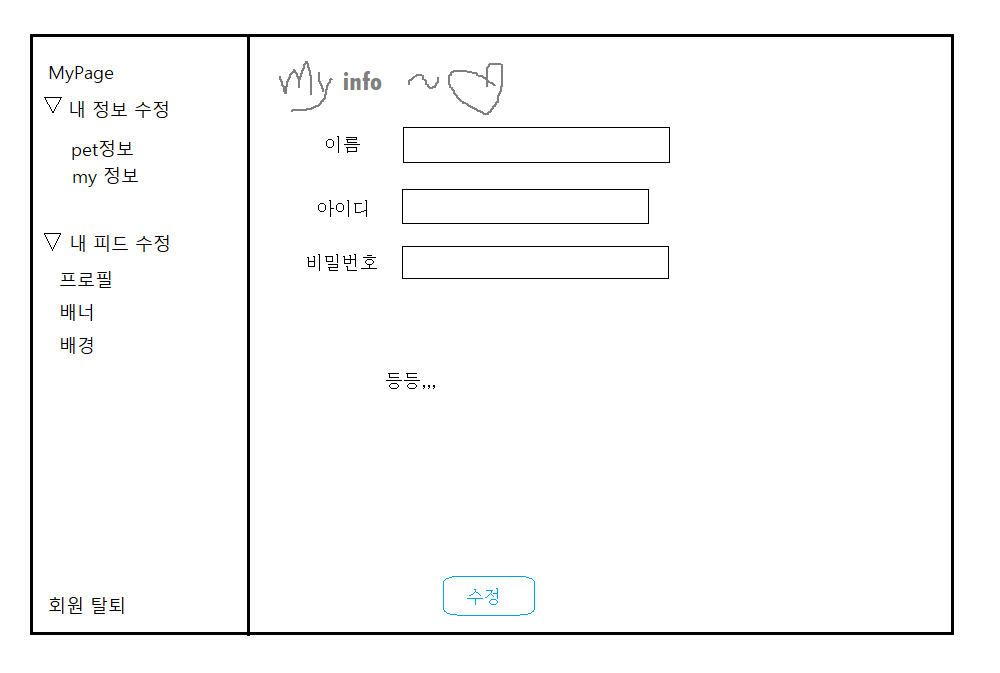 MyPage
▽ 내 정보 수정
pet정보
my 정보
▽ 내 피드 수정
프로필
배너
배경
회원 탈퇴
My info ~
이름
아이디
비밀번호
등등,,,
수정